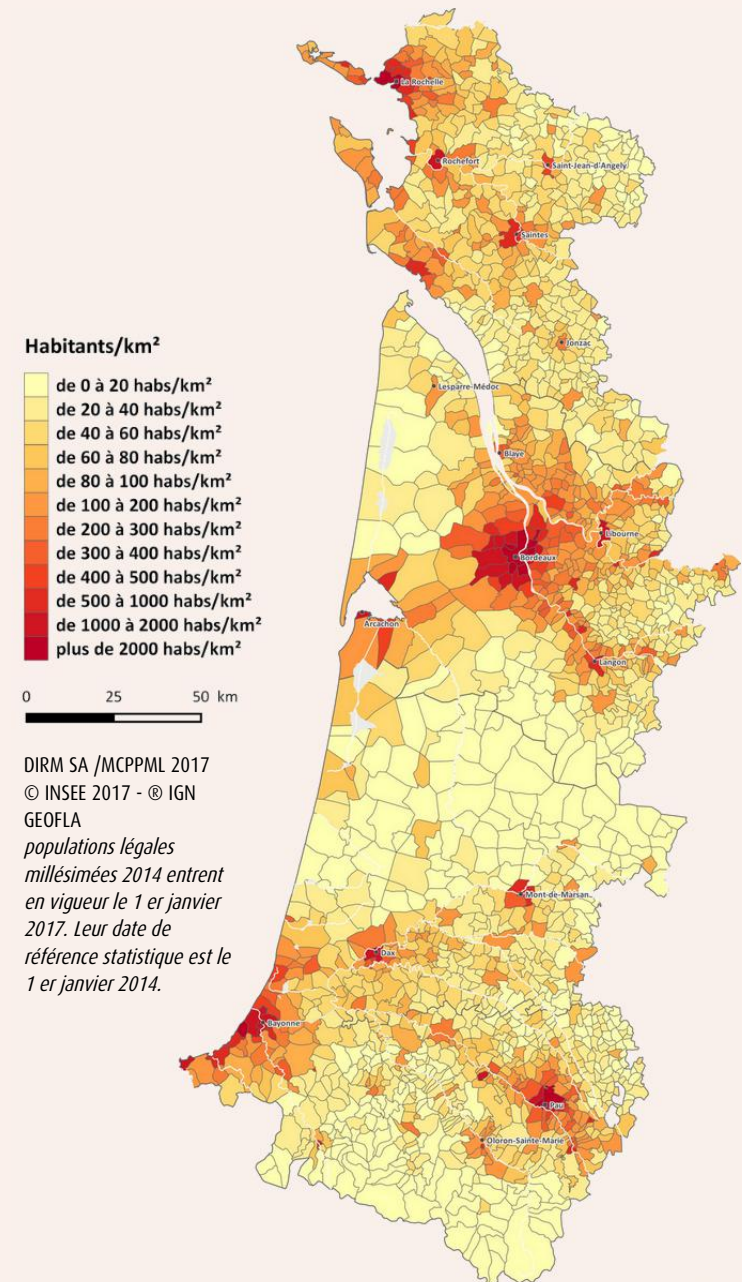 La Rochelle
Rochefort
Saint-Jean-d'Angely
Saintes
Jonzac
Habitants/km²
de 0 à 20 habs/km²
de 20 à 40 habs/km²
de 40 à 60 habs/km²
de 60 à 80 habs/km²
de 80 à 100 habs/km²
de 100 à 200 habs/km²
de 200 à 300 habs/km²
de 300 à 400 habs/km²
de 400 à 500 habs/km²
de 500 à 1000 habs/km²
de 1000 à 2000 habs/km²
plus de 2000 habs/km²
Lesparre-Médoc
Blaye
Libourne
Bordeaux
Arcachon
Langon
0 25 50 km
DIRM SA /MCPPML 2017
© INSEE 2017 - ® IGN
GEOFLA
populations légales
millésimées 2014 entrent
en vigueur le 1 er janvier
2017. Leur date de
référence statistique est le
1 er janvier 2014.
Mont-de-Marsan
Dax
Bayonne
Pau
Oloron-Sainte-Marie